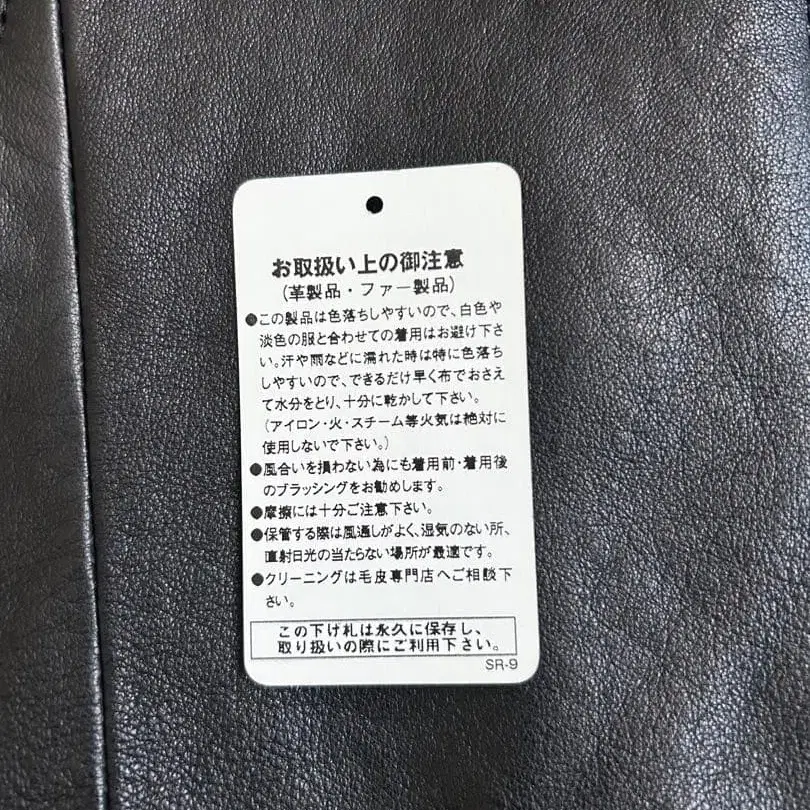 お取扱い上の御注意
(革製品・ファー製品)
●この製品は色落ちしやすいので、白色や
淡色の服と合わせての着用はお避け下さ
い。汗や雨などに濡れた時は特に色落ち
しやすいので、できるだけ早く布でおさえ
て水分をとり、十分に乾かして下さい。
(アイロン・火・スチーム等火気は絶対に
使用しないで下さい。)
●風合いを損わない為にも着用前・着用後
のブラッシングをお勧めします。
●摩擦には十分ご注意下さい。
●保管する際は風通しがよく、湿気のない所、
直射日光の当たらない場所が最適です。
●クリーニングは毛皮専門店へご相談下
さい。
この下げ札は永久に保存し、
取り扱いの際にご利用下さい。
SR-9